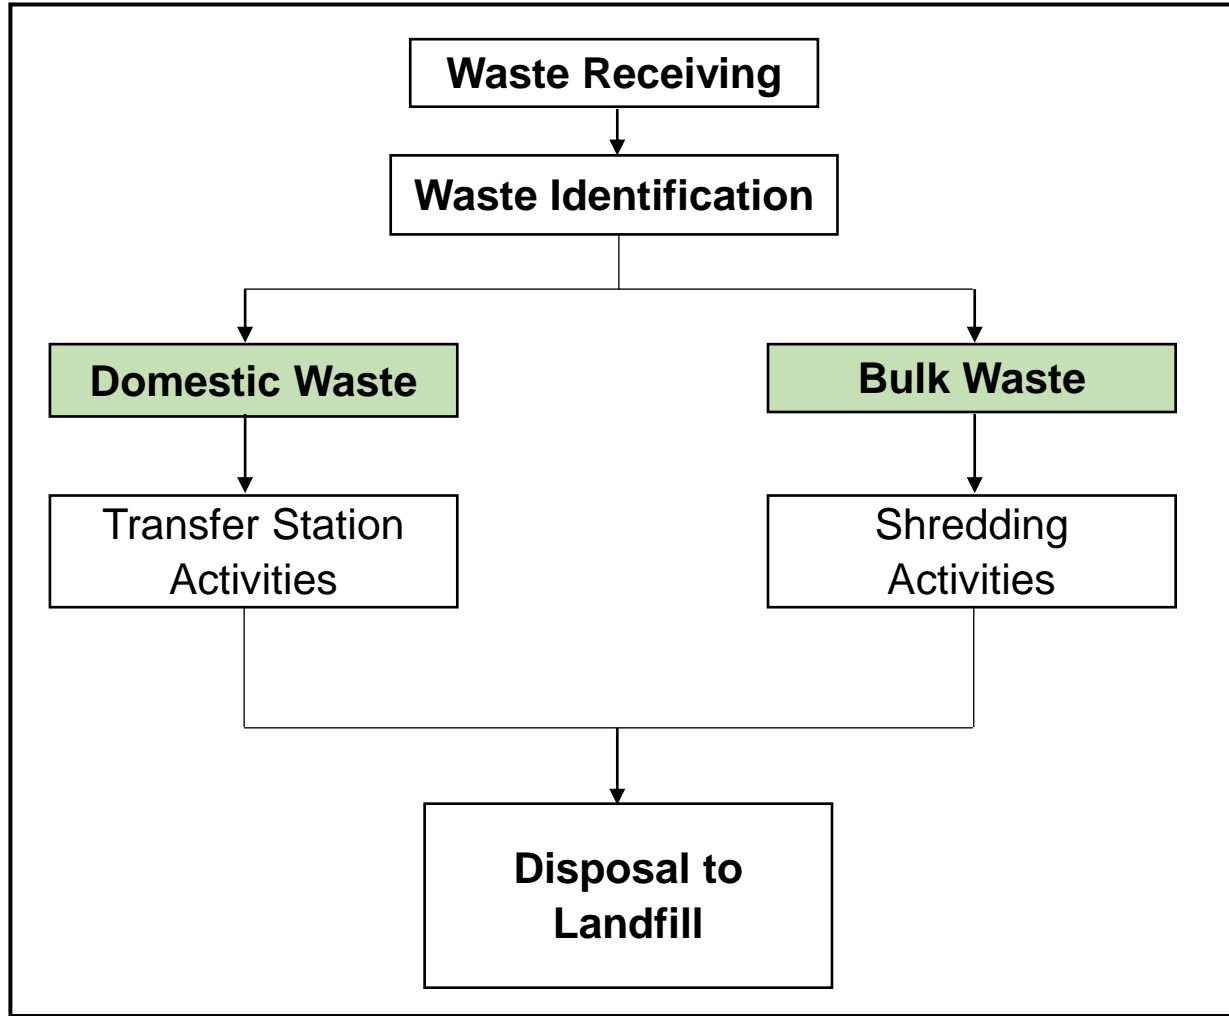 Waste Receiving
Waste Identification
Domestic Waste
Bulk Waste
Transfer Station
Activities
Shredding
Activities
Disposal to
Landfill